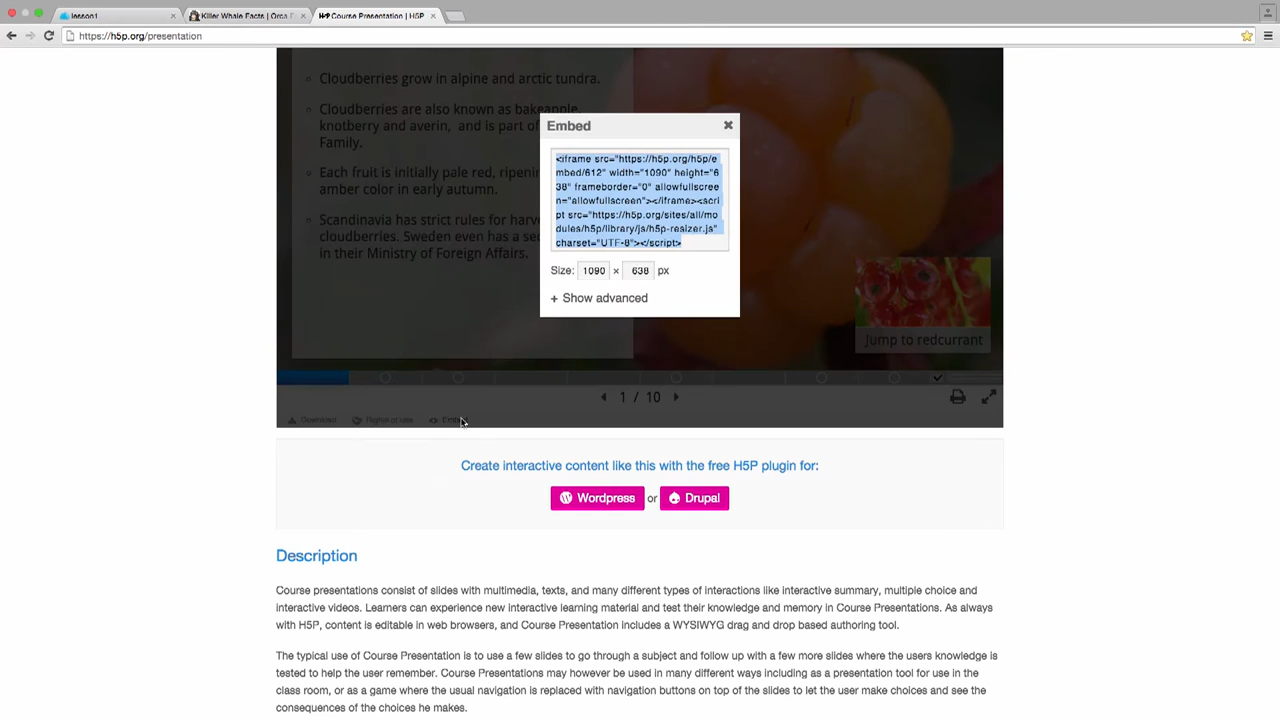 lesson1
Killer Whale Facts | Orca F
H5P Course Presentation | H5P
https://h5p.org/presentation
Cloudberries grow in alpine and arctic tundra.
Cloudberries are also known as bakeapple,
knotberry and averin, and is part of
Family.
Each fruit is initially pale red, ripenin
amber color in early autumn.
Scandinavia has strict rules for harv
cloudberries. Sweden even has a se
in their Ministry of Foreign Affairs.
Embed
<iframe src="https://h5p.org/h5p/e
mbed/612" width="1090" height="6
38" frameborder="0" allowfullscree
n="allowfullscreen"></iframe><scri
pt src="https://h5p.org/sites/all/mo
dules/h5p/library/js/h5p-resizer.js"
charset="UTF-8"></script>
Size: 1090 × 638 px
+ Show advanced
Jump to redcurrant
1 / 10
Download Rights of use Embed
Create interactive content like this with the free H5P plugin for:
Wordpress or Drupal
Description
Course presentations consist of slides with multimedia, texts, and many different types of interactions like interactive summary, multiple choice and
interactive videos. Learners can experience new interactive learning material and test their knowledge and memory in Course Presentations. As always
with H5P, content is editable in web browsers, and Course Presentation includes a WYSIWYG drag and drop based authoring tool.
The typical use of Course Presentation is to use a few slides to go through a subject and follow up with a few more slides where the users knowledge is
tested to help the user remember. Course Presentations may however be used in many different ways including as a presentation tool for use in the
class room, or as a game where the usual navigation is replaced with navigation buttons on top of the slides to let the user make choices and see the
consequences of the choices he makes.